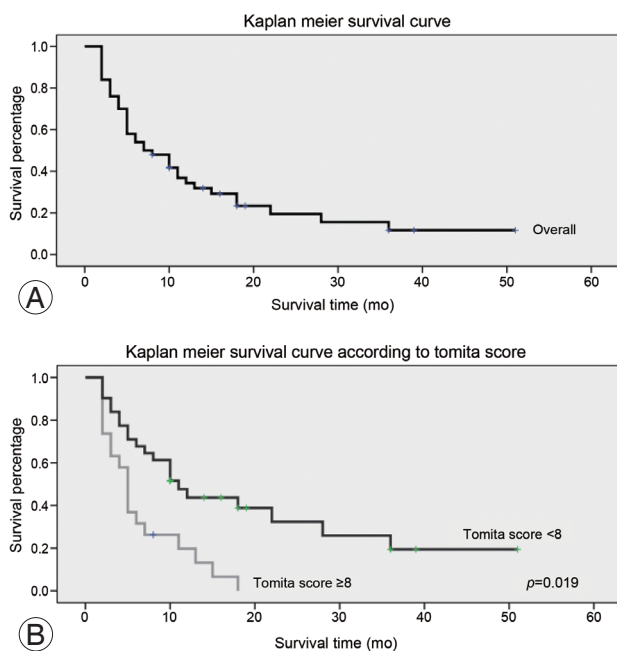 Kaplan meier survival curve
Survival percentage
1.0
0.8
0.6
0.4
0.2
0.0
Overall
0 10 20 30 40 50 60
Survival time (mo)
A
Kaplan meier survival curve according to tomita score
Survival percentage
1.0
0.8
0.6
0.4
0.2
0.0
Tomita score <8
Tomita score ≥8
p=0.019
0 10 20 30 40 50 60
Survival time (mo)
B